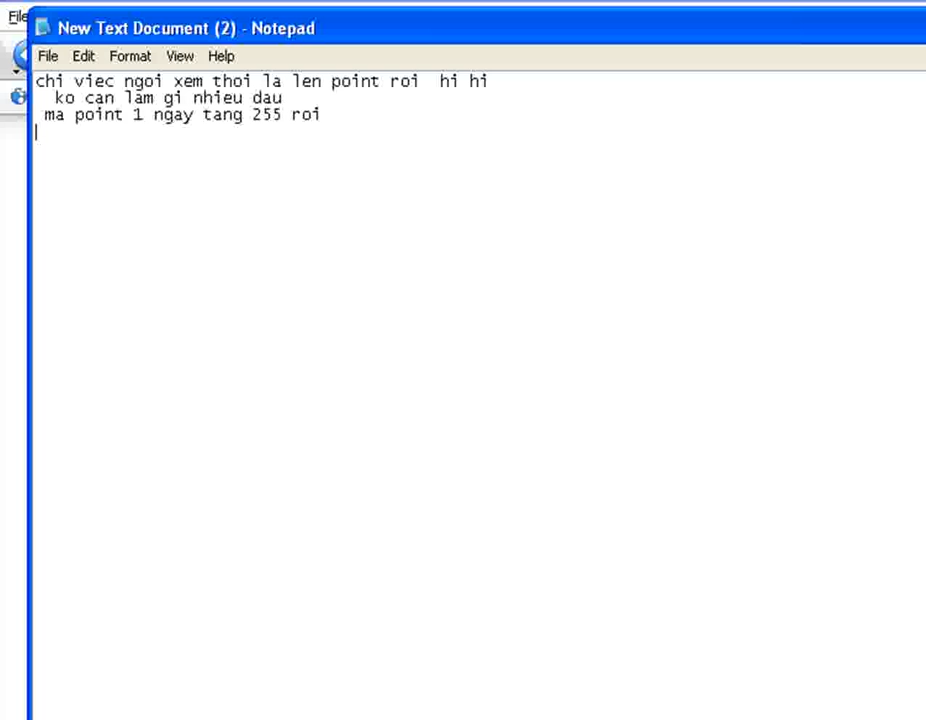 File
New Text Document (2) - Notepad
File Edit Format View Help
chi viec ngoi xem thoi la len point roi  hi hi
ko can lam gi nhieu dau
ma point 1 ngay tang 255 roi